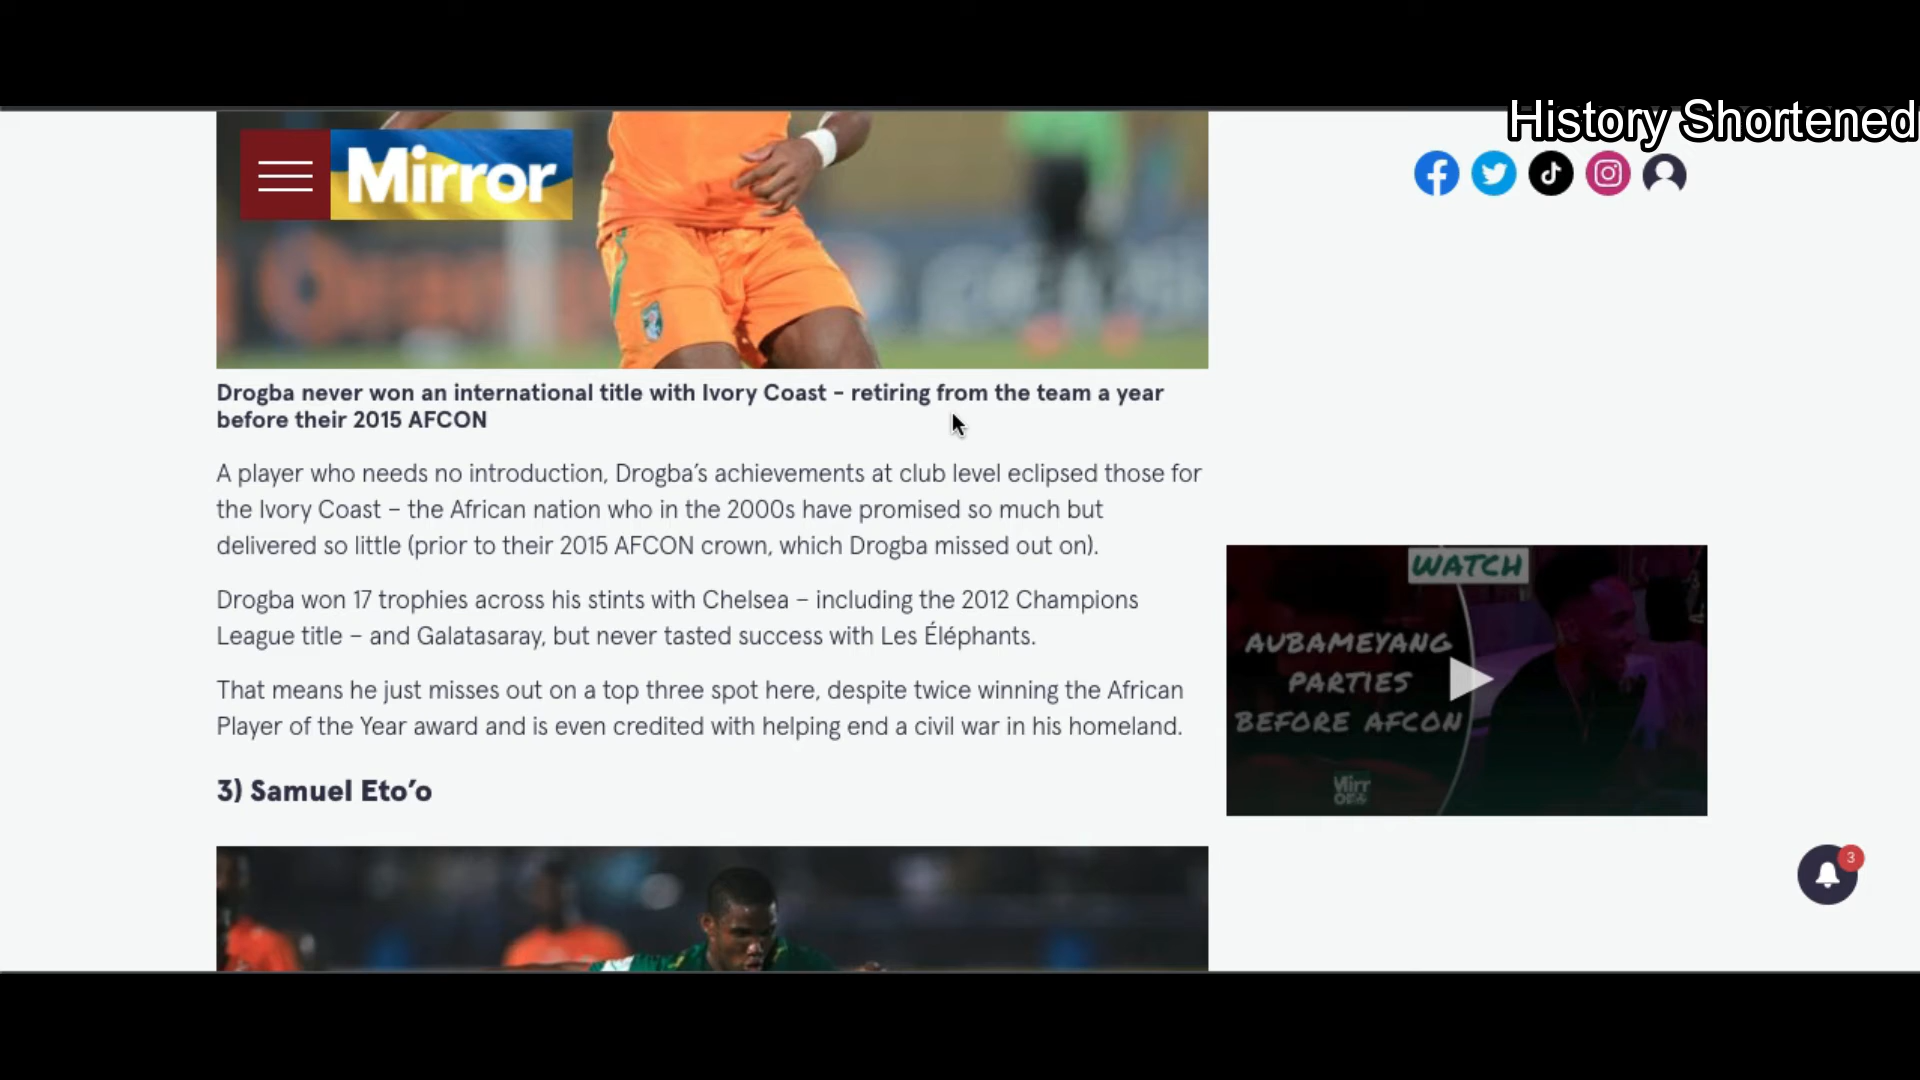 History Shortened
Mirror
Drogba never won an international title with Ivory Coast – retiring from the team a year
before their 2015 AFCON
A player who needs no introduction, Drogba’s achievements at club level eclipsed those for
the Ivory Coast – the African nation who in the 2000s have promised so much but
delivered so little (prior to their 2015 AFCON crown, which Drogba missed out on).
Drogba won 17 trophies across his stints with Chelsea – including the 2012 Champions
League title – and Galatasaray, but never tasted success with Les Éléphants.
That means he just misses out on a top three spot here, despite twice winning the African
Player of the Year award and is even credited with helping end a civil war in his homeland.
3) Samuel Eto’o
WATCH
AUBAMEYANG
PARTIES
BEFORE AFCON
3